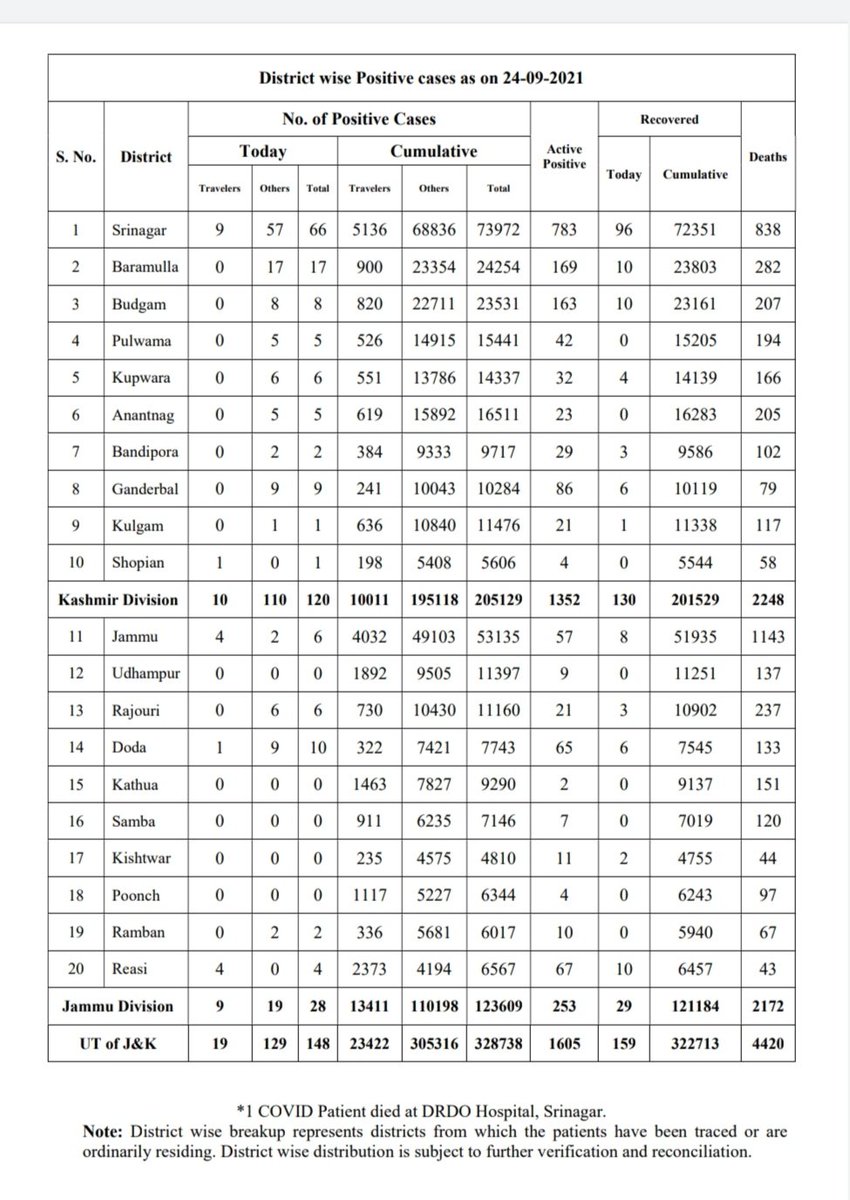 District wise Positive cases as on 24-09-2021
S. No. District No. of Positive Cases Active Positive Recovered Deaths
Today Cumulative Today Cumulative
Travelers Others Total Travelers Others Total
1 Srinagar 9 57 66 5136 68836 73972 783 96 72351 838
2 Baramulla 0 17 17 900 23354 24254 169 10 23803 282
3 Budgam 0 8 8 820 22711 23531 163 10 23161 207
4 Pulwama 0 5 5 526 14915 15441 42 0 15205 194
5 Kupwara 0 6 6 551 13786 14337 32 4 14139 166
6 Anantnag 0 5 5 619 15892 16511 23 0 16283 205
7 Bandipora 0 2 2 384 9333 9717 29 3 9586 102
8 Ganderbal 0 9 9 241 10043 10284 86 6 10119 79
9 Kulgam 0 1 1 636 10840 11476 21 1 11338 117
10 Shopian 1 0 1 198 5408 5606 4 0 5544 58
Kashmir Division 10 110 120 10011 195118 205129 1352 130 201529 2248
11 Jammu 4 2 6 4032 49103 53135 57 8 51935 1143
12 Udhampur 0 0 0 1892 9505 11397 9 0 11251 137
13 Rajouri 0 6 6 730 10430 11160 21 3 10902 237
14 Doda 1 9 10 322 7421 7743 65 6 7545 133
15 Kathua 0 0 0 1463 7827 9290 2 0 9137 151
16 Samba 0 0 0 911 6235 7146 7 0 7019 120
17 Kishtwar 0 0 0 235 4575 4810 11 2 4755 44
18 Poonch 0 0 0 1117 5227 6344 4 0 6243 97
19 Ramban 0 2 2 336 5681 6017 10 0 5940 67
20 Reasi 4 0 4 2373 4194 6567 67 10 6457 43
Jammu Division 9 19 28 13411 110198 123609 253 29 121184 2172
UT of J&K 19 129 148 23422 305316 328738 1605 159 322713 4420
*1 COVID Patient died at DRDO Hospital, Srinagar.
Note: District wise breakup represents districts from which the patients have been traced or are
ordinarily residing. District wise distribution is subject to further verification and reconciliation.